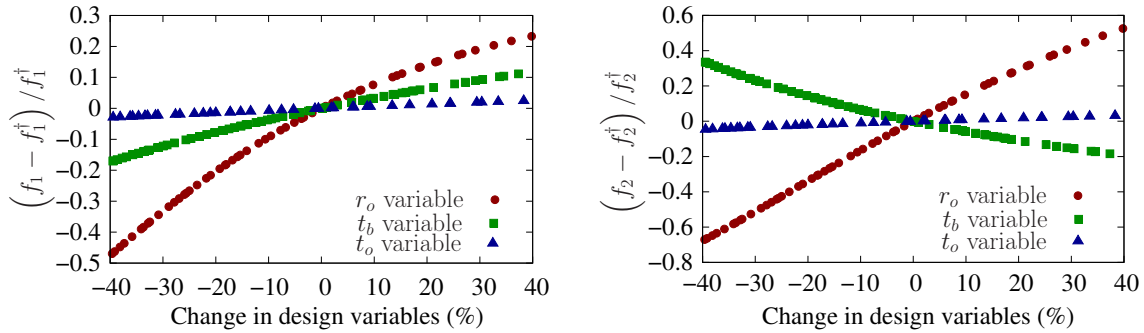 0.3
0.2
0.1
0
−0.1
−0.2
−0.3
−0.4
−0.5
(f₁ − f₁†) / f₁†
−40 −30 −20 −10 0 10 20 30 40
Change in design variables (%)
r_o variable
t_b variable
t_o variable
0.6
0.4
0.2
0
−0.2
−0.4
−0.6
−0.8
(f₂ − f₂†) / f₂†
−40 −30 −20 −10 0 10 20 30 40
Change in design variables (%)
r_o variable
t_b variable
t_o variable